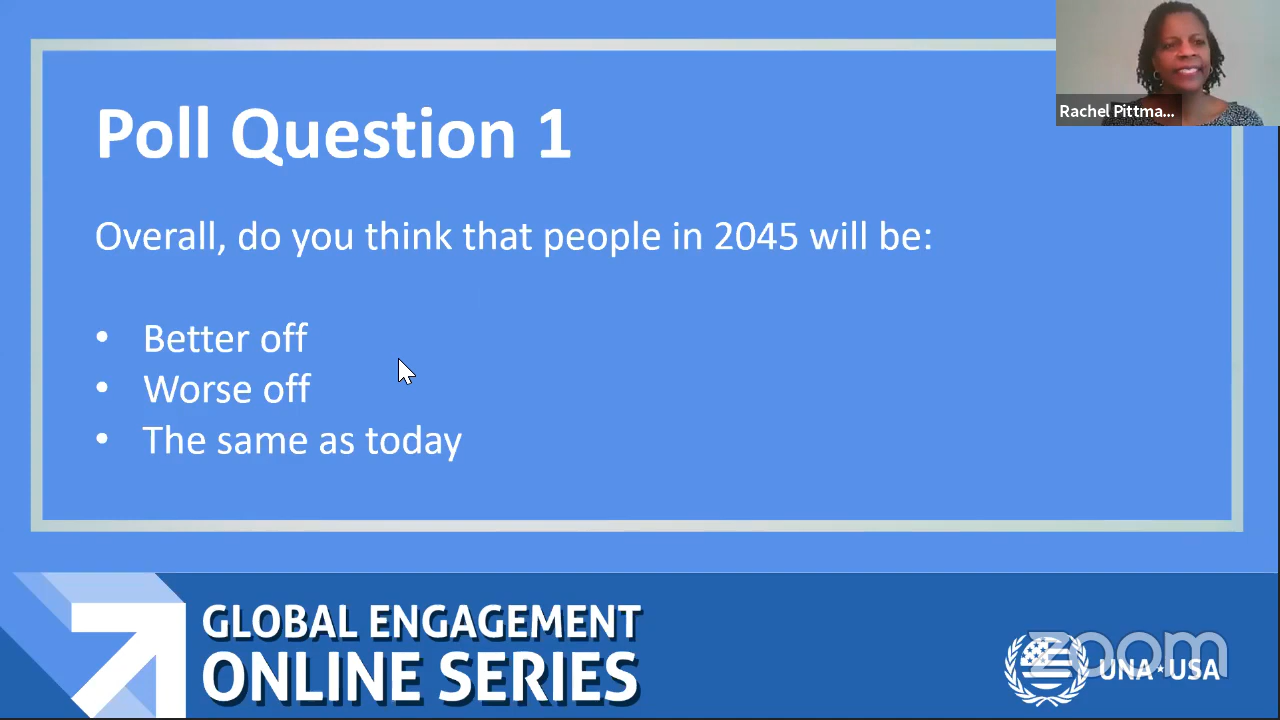 Rachel Pittma...
Poll Question 1
Overall, do you think that people in 2045 will be:
• Better off
• Worse off
• The same as today
GLOBAL ENGAGEMENT
ONLINE SERIES
zoom
UNA★USA